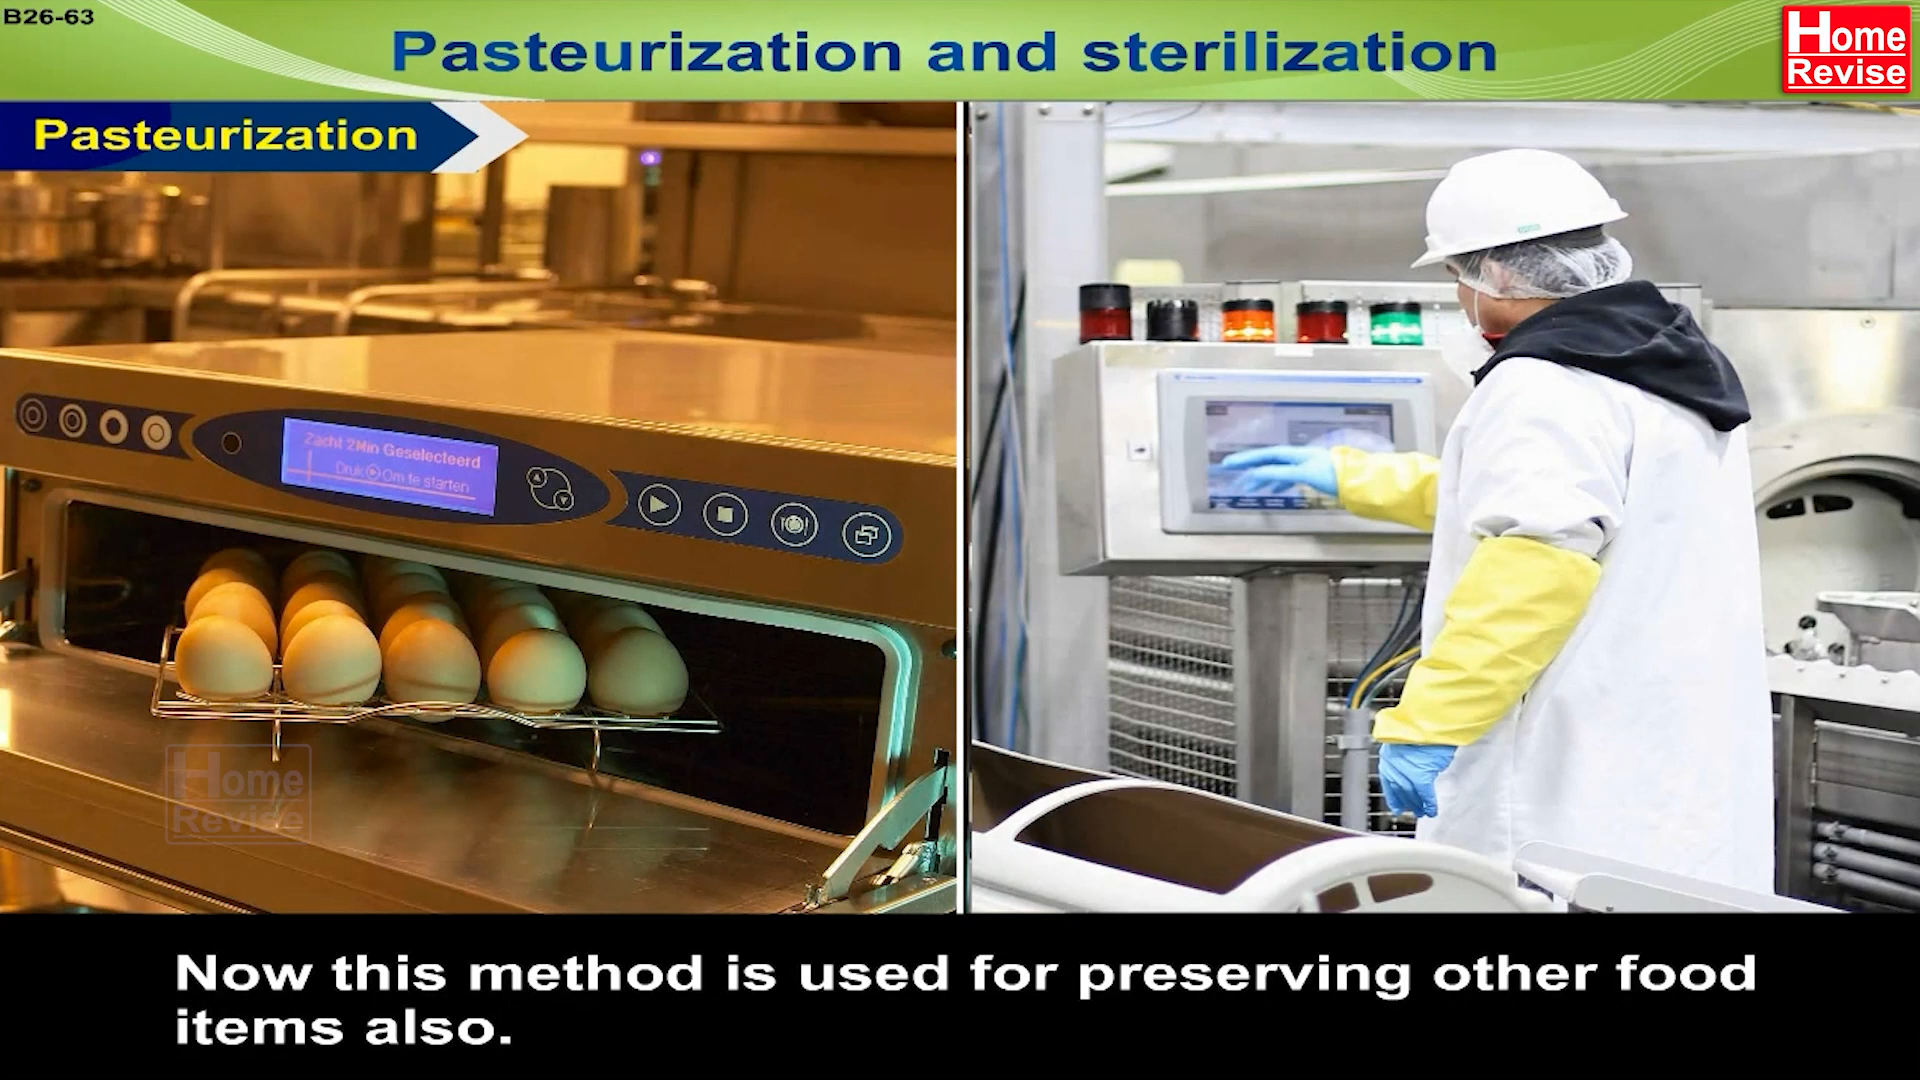 B26-63
Pasteurization and sterilization
Home
Revise
Pasteurization
Zacht 2Min Geselecteerd
Druk Om te starten
Home
Revise
Now this method is used for preserving other food
items also.